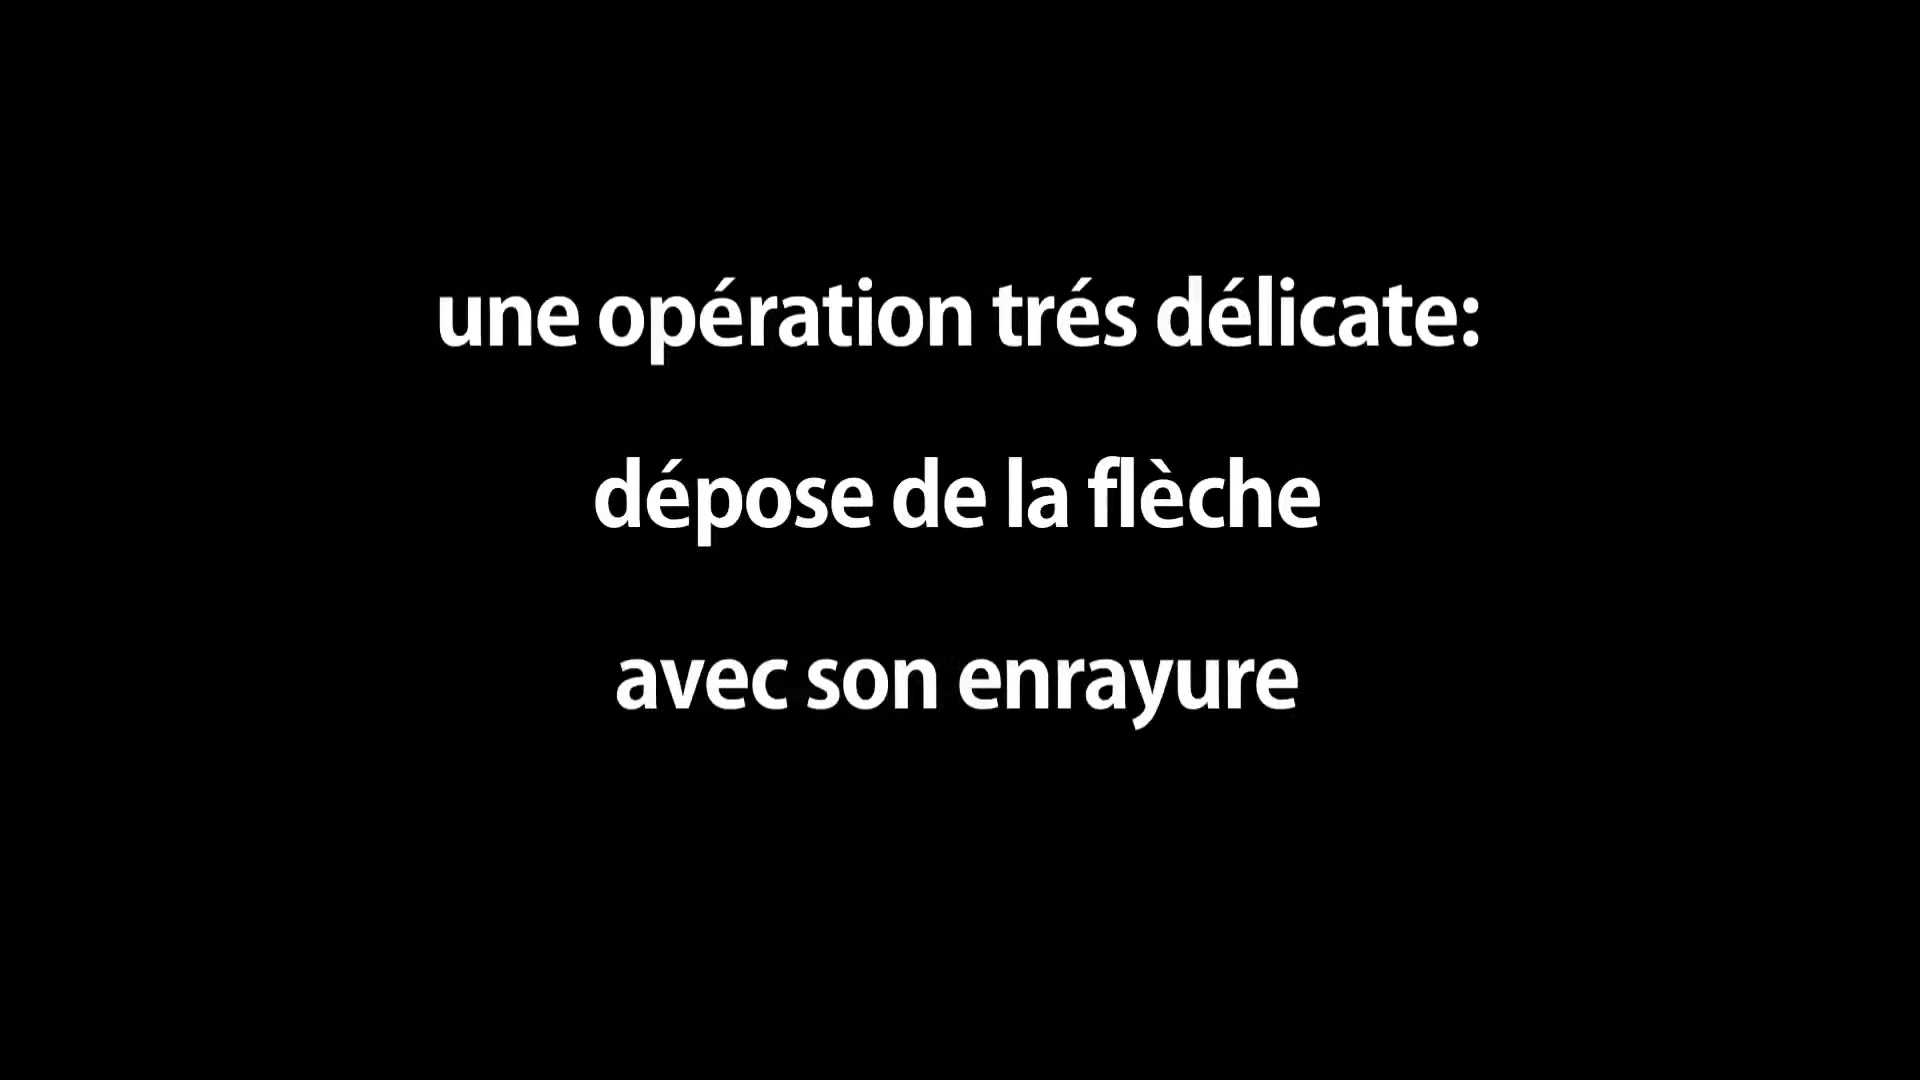 une opération trés délicate:
dépose de la flèche
avec son enrayure